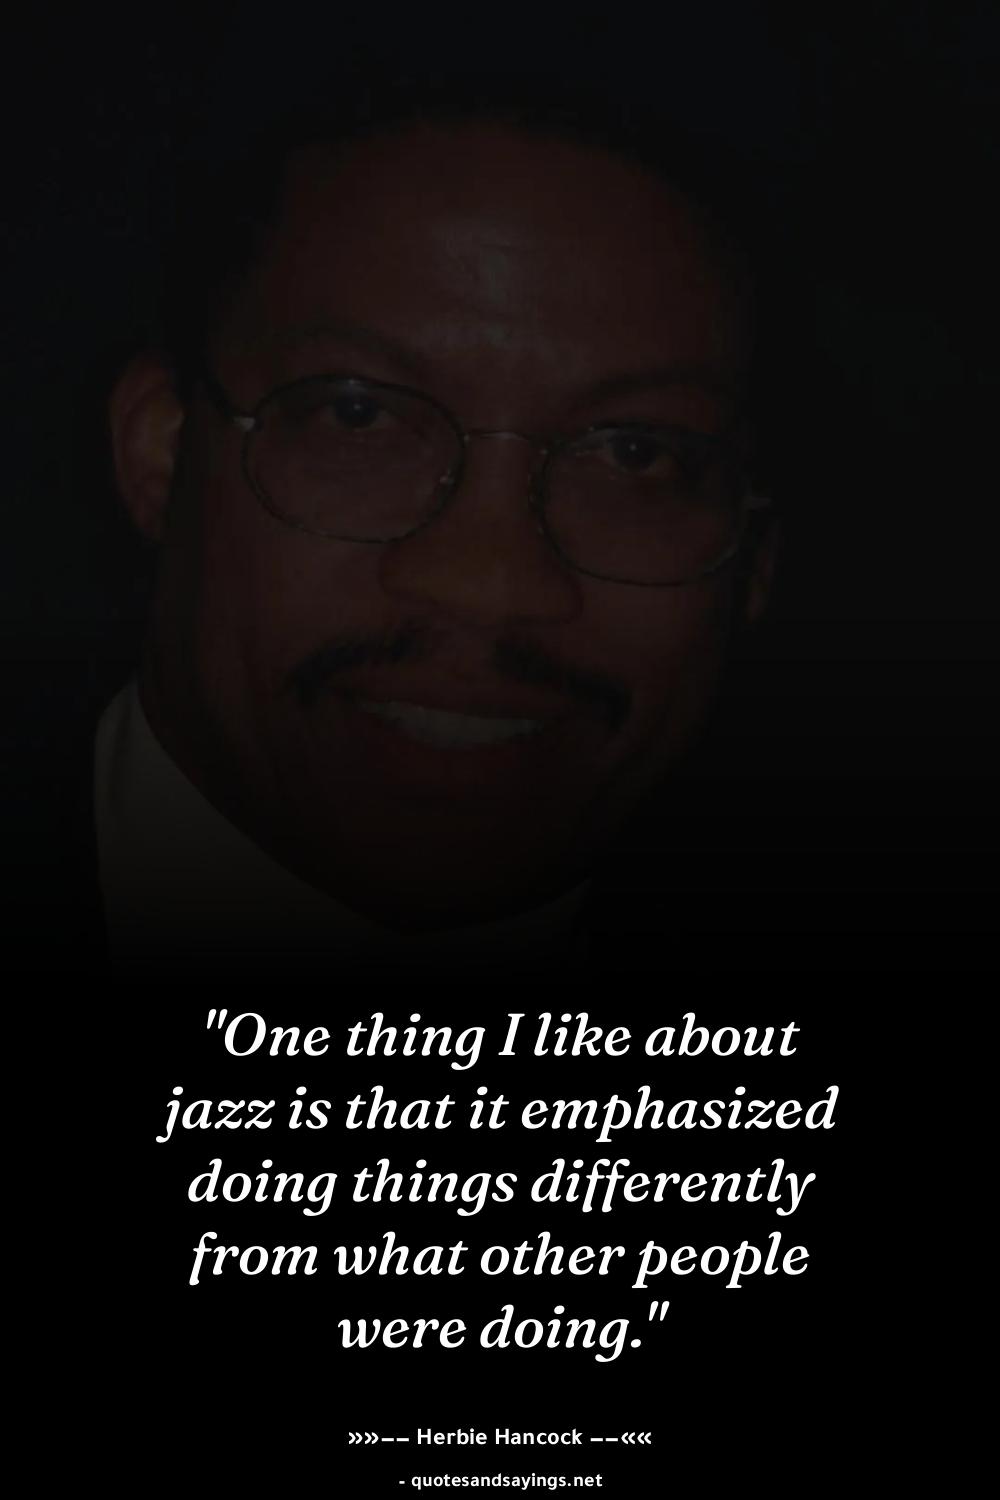 "One thing I like about
jazz is that it emphasized
doing things differently
from what other people
were doing."
»»–– Herbie Hancock ––««
- quotesandsayings.net